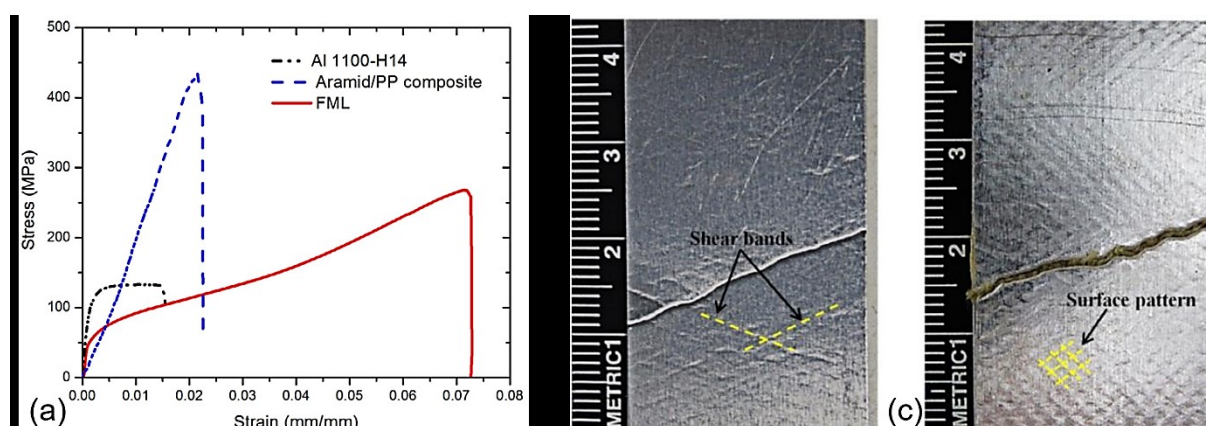 500
400
300
200
100
0
Stress (MPa)
Al 1100-H14
Aramid/PP composite
FML
0.00 0.01 0.02 0.03 0.04 0.05 0.06 0.07 0.08
Strain (mm/mm)
(a)
4
3
2
METRIC1
Shear bands
4
3
2
METRIC1
Surface pattern
(c)